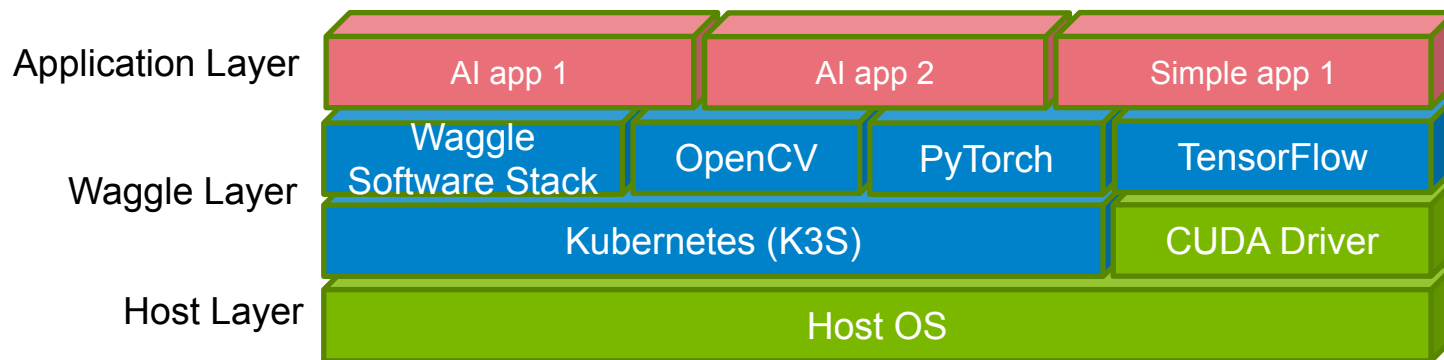 Application Layer
AI app 1
AI app 2
Simple app 1
Waggle Layer
Waggle
Software Stack
OpenCV
PyTorch
TensorFlow
Kubernetes (K3S)
CUDA Driver
Host Layer
Host OS